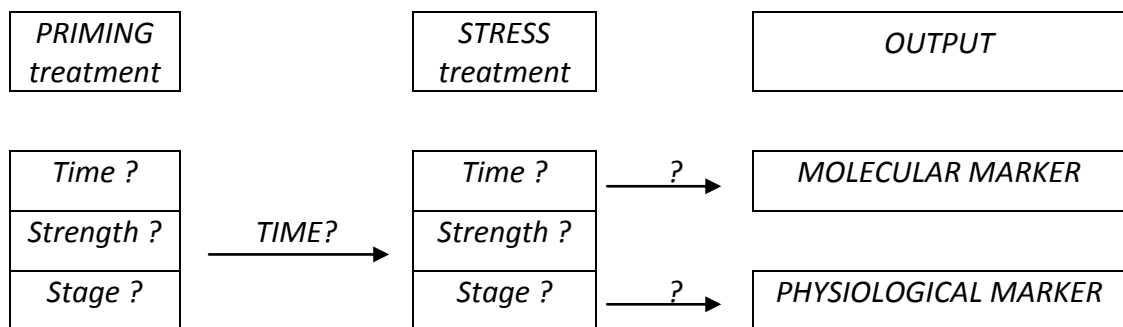 PRIMING
treatment
STRESS
treatment
OUTPUT
Time ?
Strength ?
Stage ?
TIME?
Time ?
Strength ?
Stage ?
?
?
MOLECULAR MARKER
PHYSIOLOGICAL MARKER